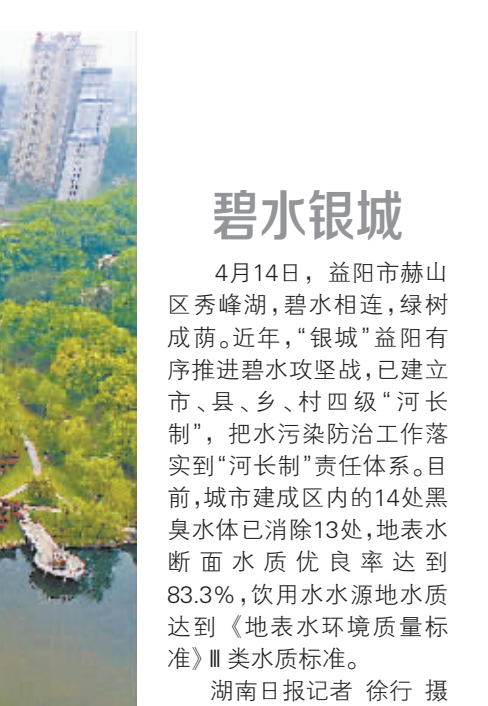 碧水银城
4月14日，益阳市赫山
区秀峰湖，碧水相连，绿树
成荫。近年，“银城”益阳有
序推进碧水攻坚战，已建立
市、县、乡、村四级“河长
制”，把水污染防治工作落
实到“河长制”责任体系。目
前，城市建成区内的14处黑
臭水体已消除13处，地表水
断面水质优良率达到
83.3%，饮用水水源地水质
达到《地表水环境质量标
准》Ⅲ类水质标准。
湖南日报记者 徐行 摄